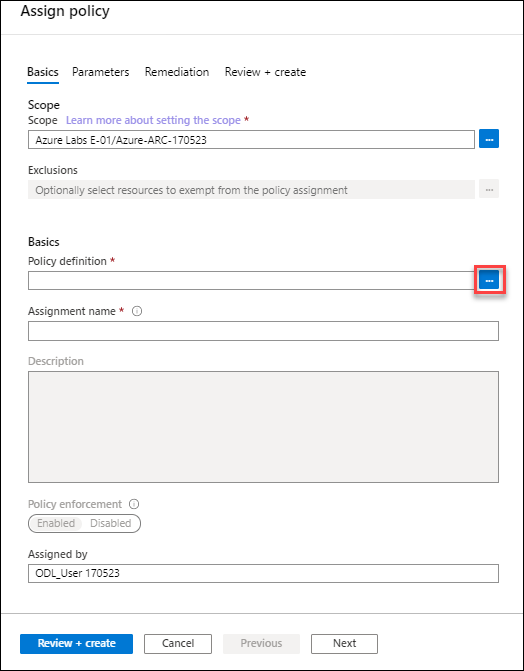 Assign policy
Basics Parameters Remediation Review + create
Scope
Scope Learn more about setting the scope *
Azure Labs E-01/Azure-ARC-170523 ...
Exclusions
Optionally select resources to exempt from the policy assignment ...
Basics
Policy definition *
...
Assignment name *
Description
Policy enforcement
Enabled Disabled
Assigned by
ODL_User 170523
Review + create Cancel Previous Next